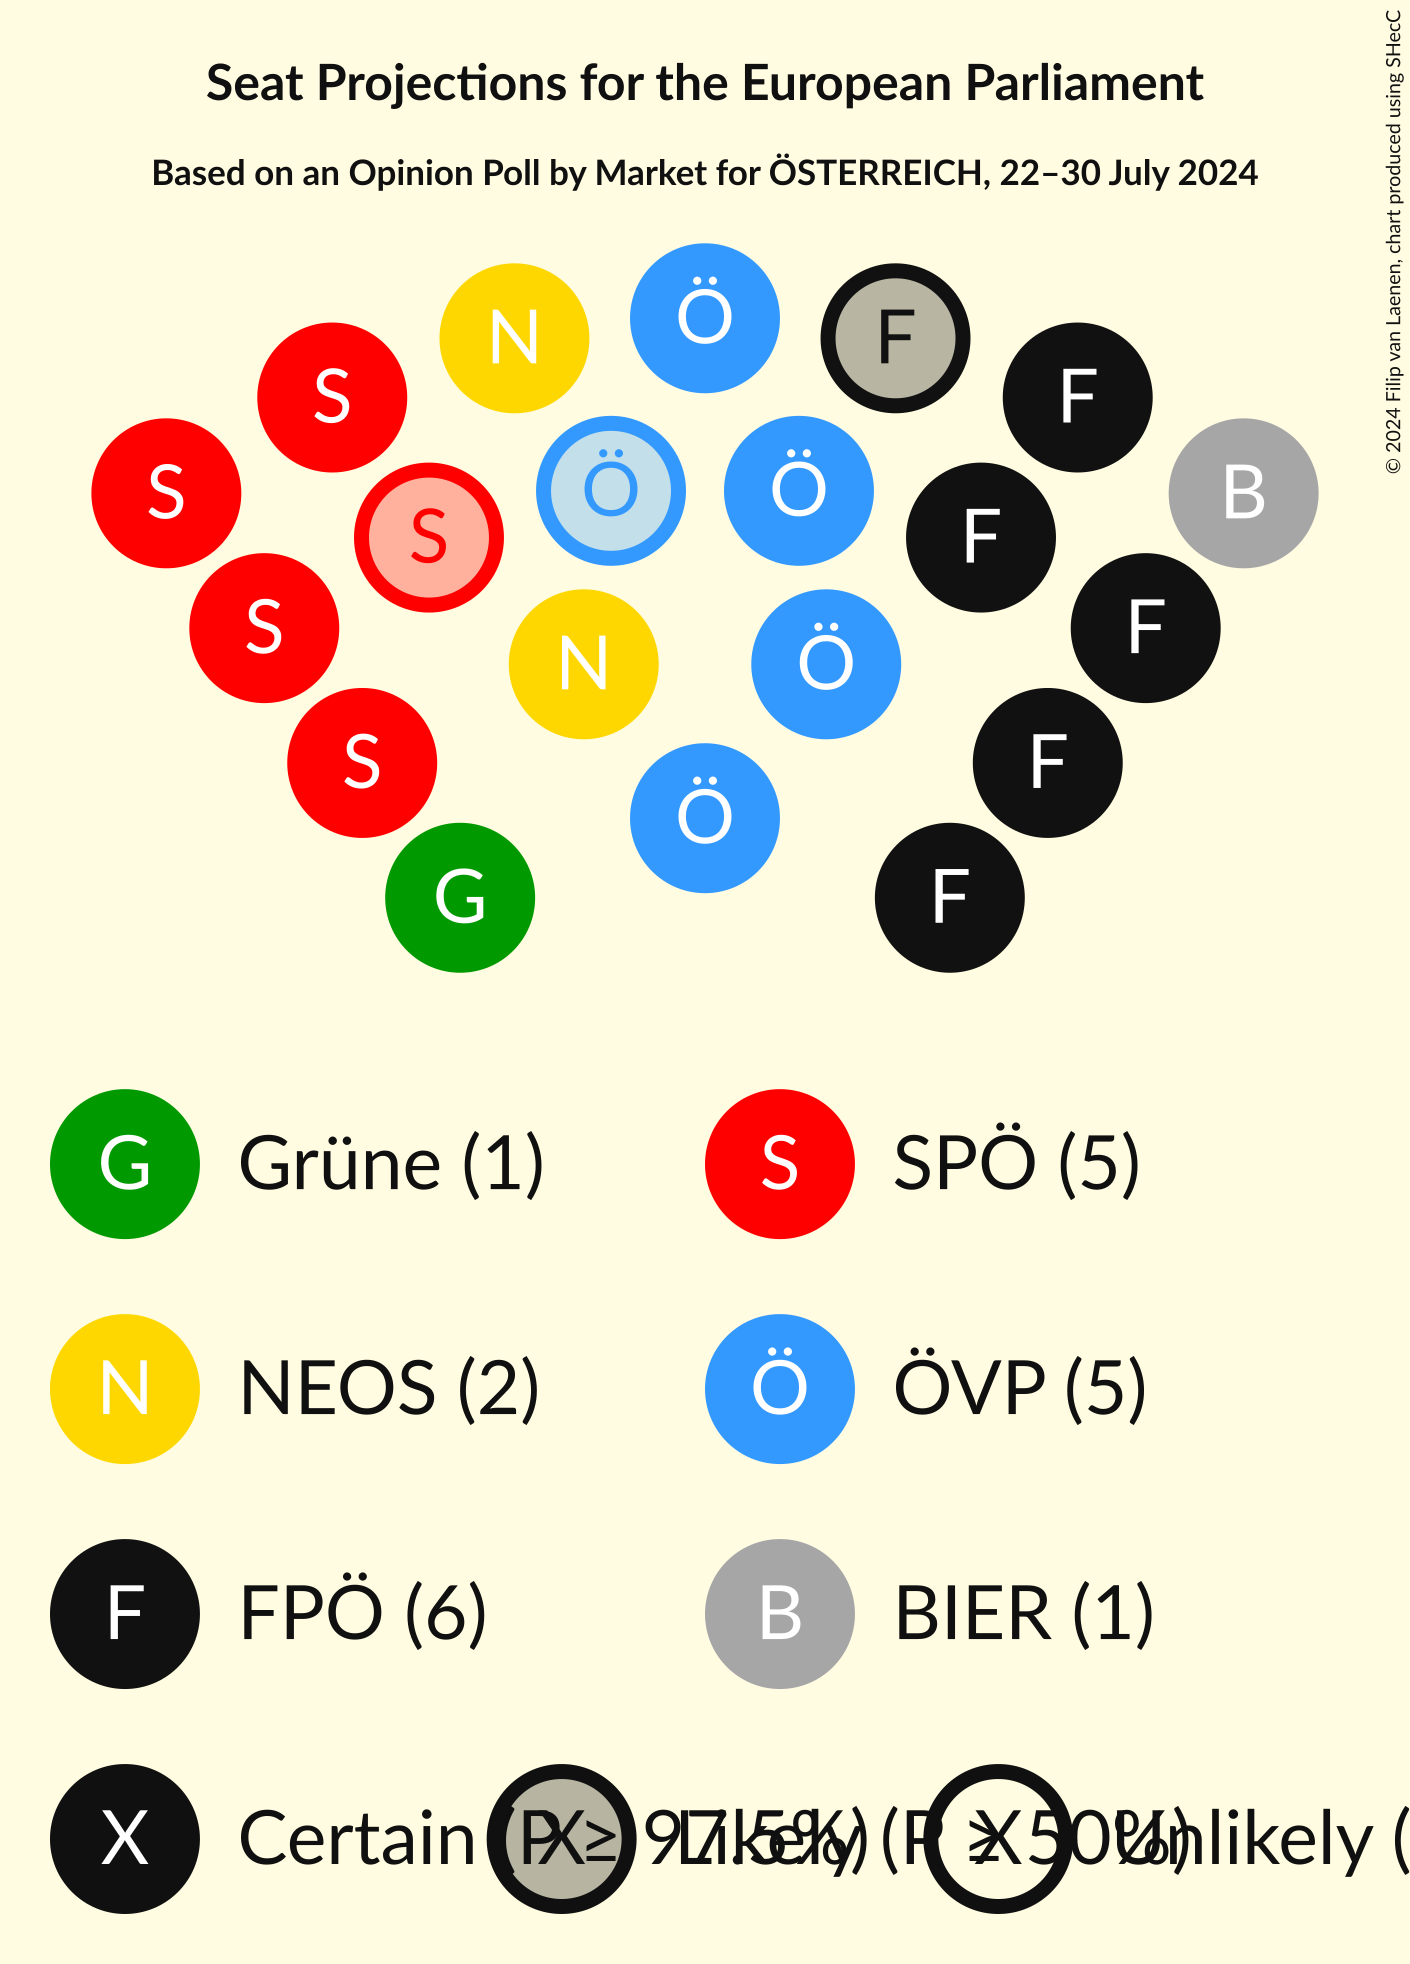 Seat Projections for the European Parliament
Based on an Opinion Poll by Market for ÖSTERREICH, 22–30 July 2024
© 2024 Filip van Laenen, chart produced using SHecC
N Ö F
S F
S B
S Ö Ö F
S F
N Ö
S F
Ö
G F
G Grüne (1) S SPÖ (5)
N NEOS (2) Ö ÖVP (5)
F FPÖ (6) B BIER (1)
X Certain (P ≥ 97.5%) X Likely (P ≥ 50%) X Unlikely (